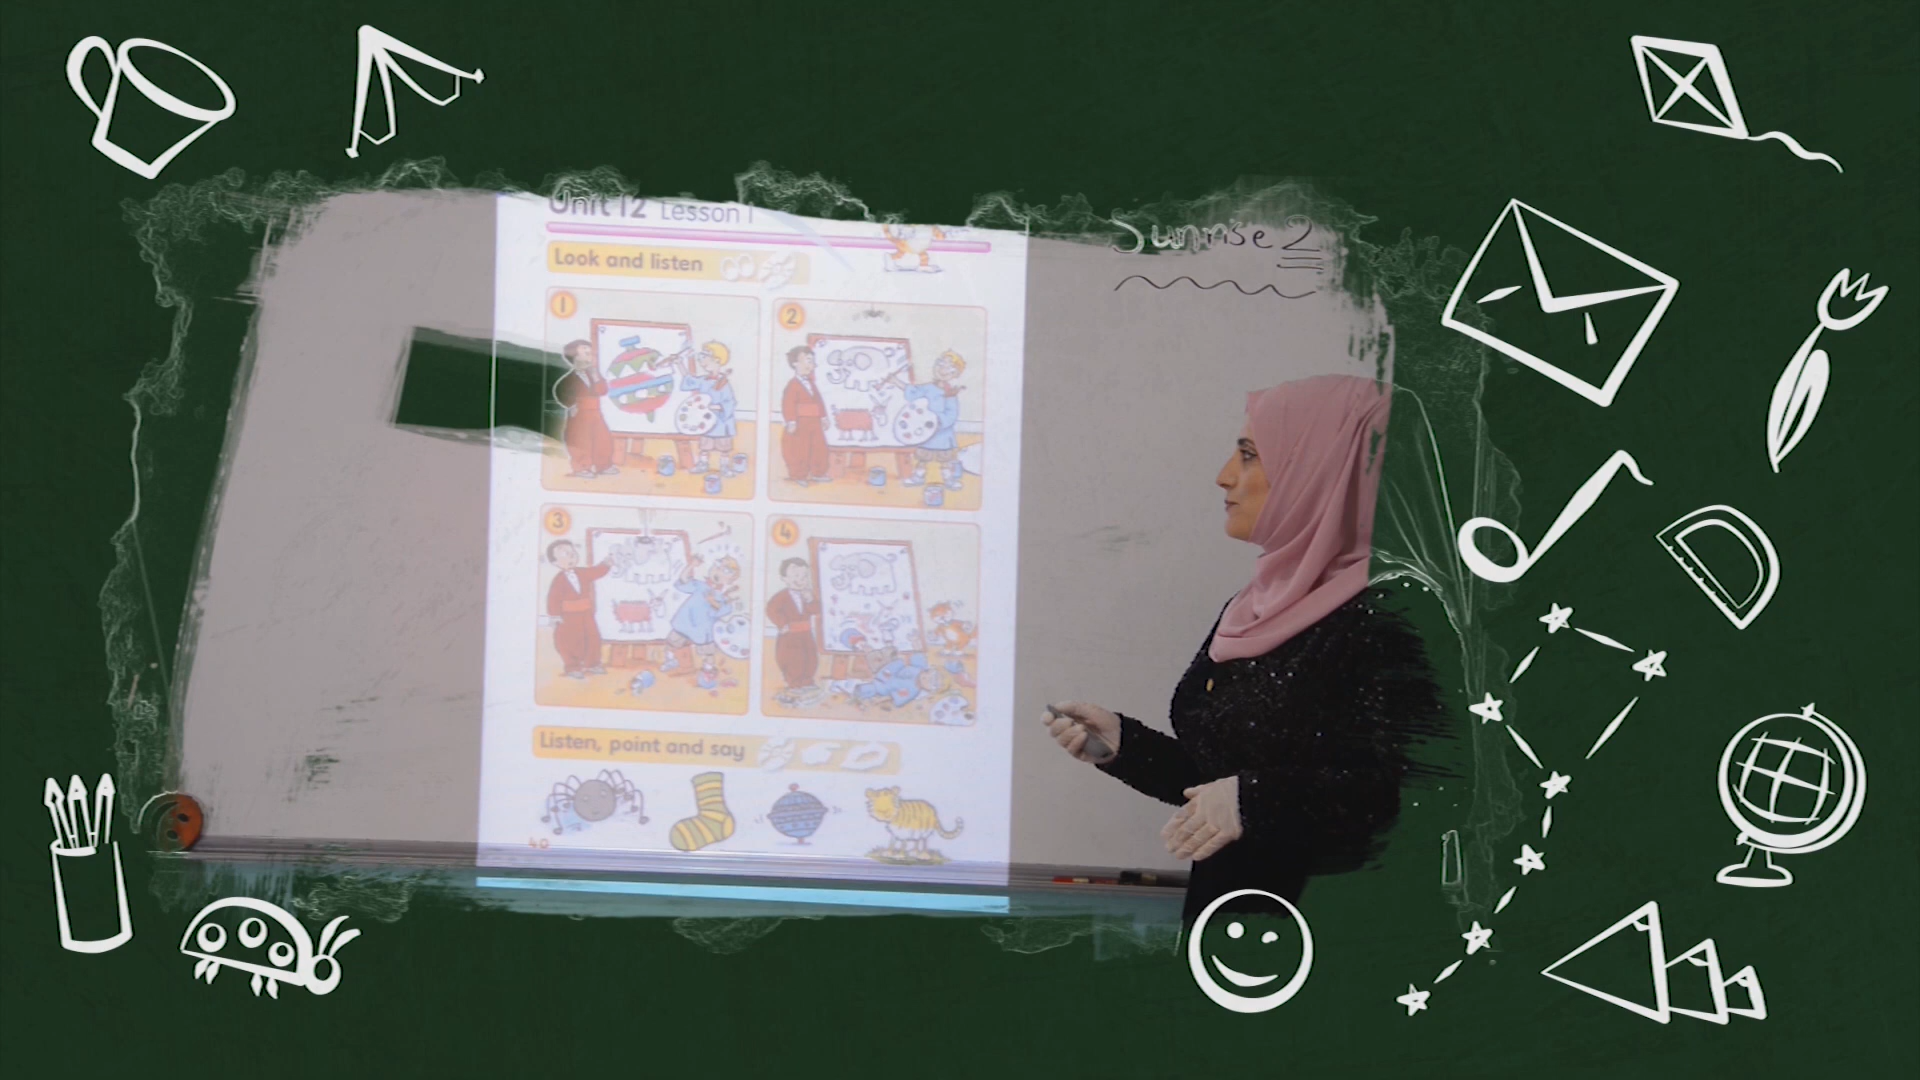 Unit 12 Lesson 1
Sunrise 2
Look and listen
1
2
3
4
Listen, point and say
40